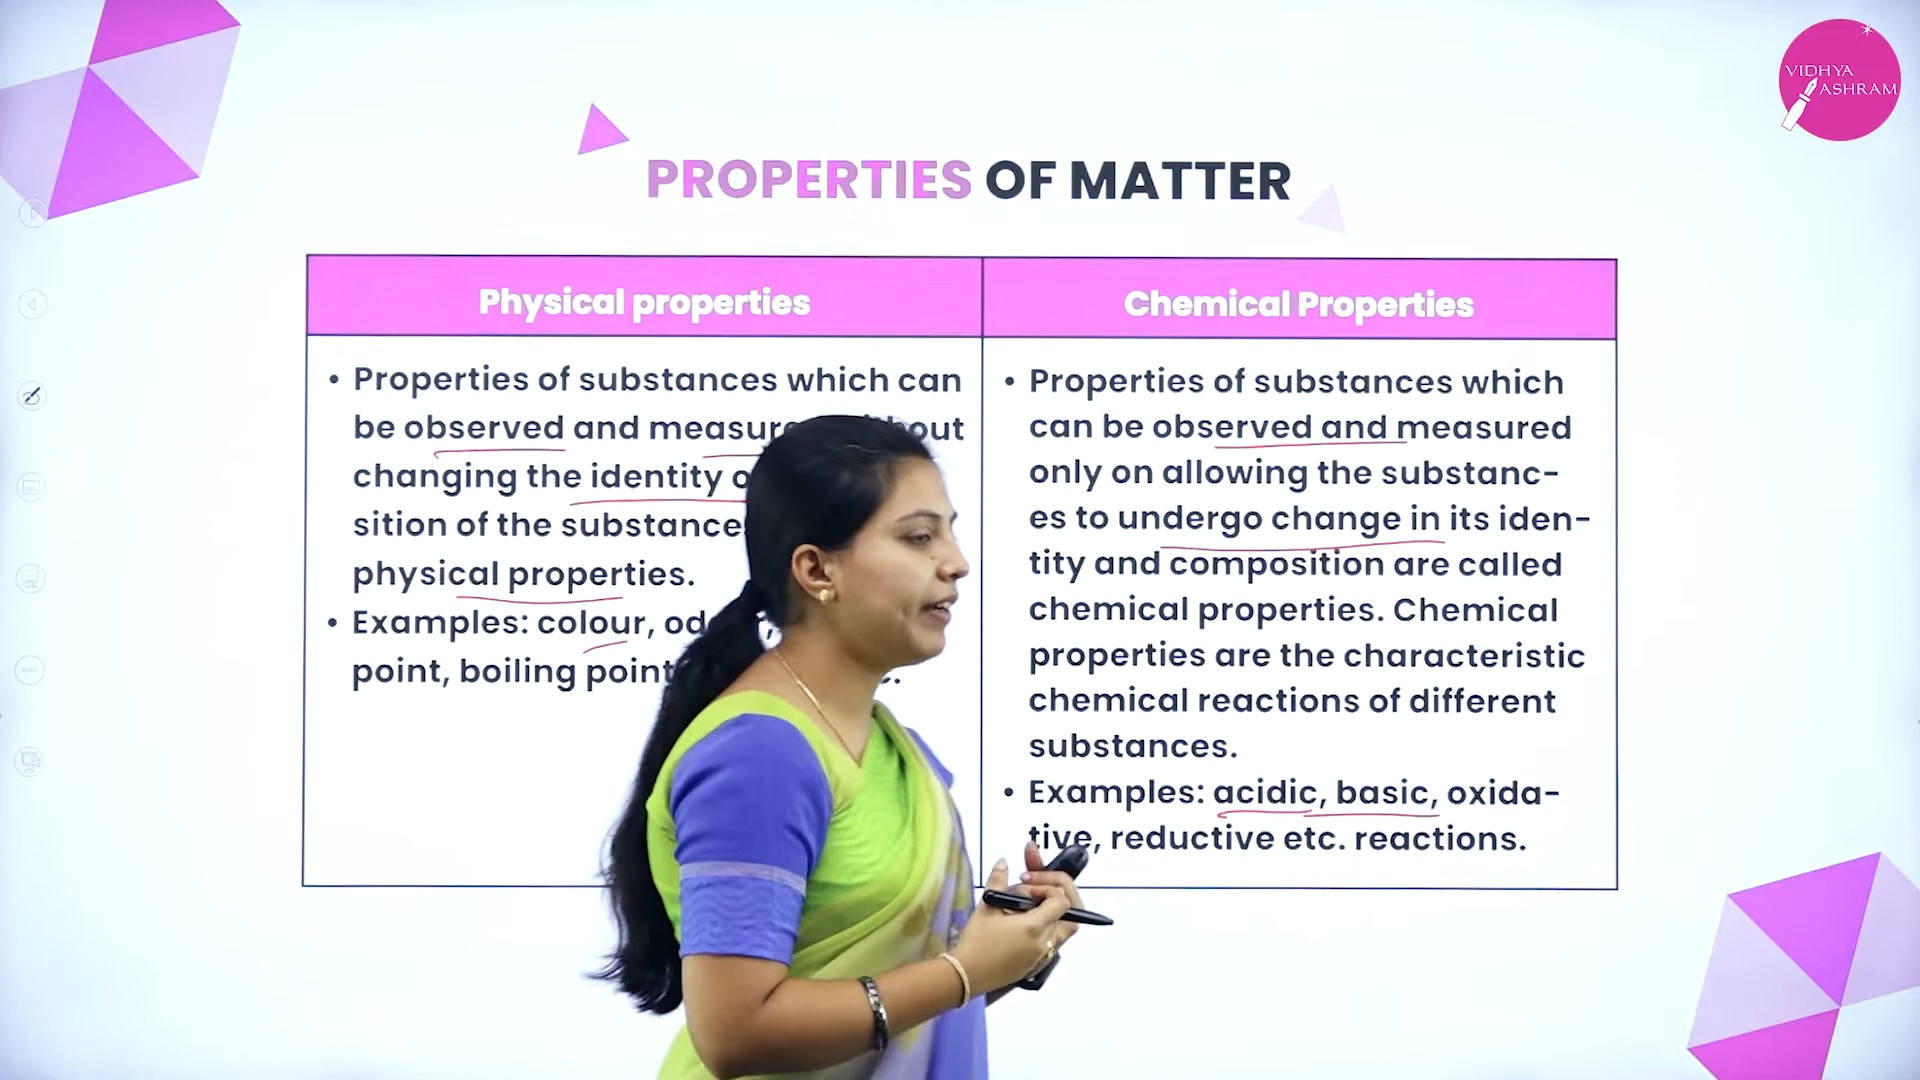 VIDHYA
ASHRAM
PROPERTIES OF MATTER
Physical properties
• Properties of substances which can
be observed and
changing the identity
sition of the substance
physical properties.
• Examples: colour,
point, boiling point
Chemical Properties
• Properties of substances which
can be observed and measured
only on allowing the substanc-
es to undergo change in its iden-
tity and composition are called
chemical properties. Chemical
properties are the characteristic
chemical reactions of different
substances.
• Examples: acidic, basic, oxida-
tive, reductive etc. reactions.